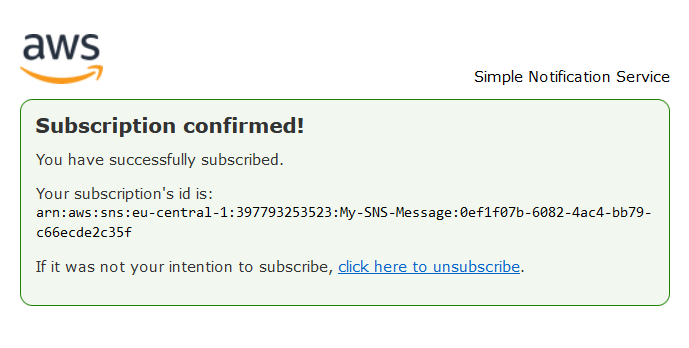 aws
Simple Notification Service
Subscription confirmed!
You have successfully subscribed.
Your subscription's id is:
arn:aws:sns:eu-central-1:397793253523:My-SNS-Message:0ef1f07b-6082-4ac4-bb79-
c66ecde2c35f
If it was not your intention to subscribe, click here to unsubscribe.